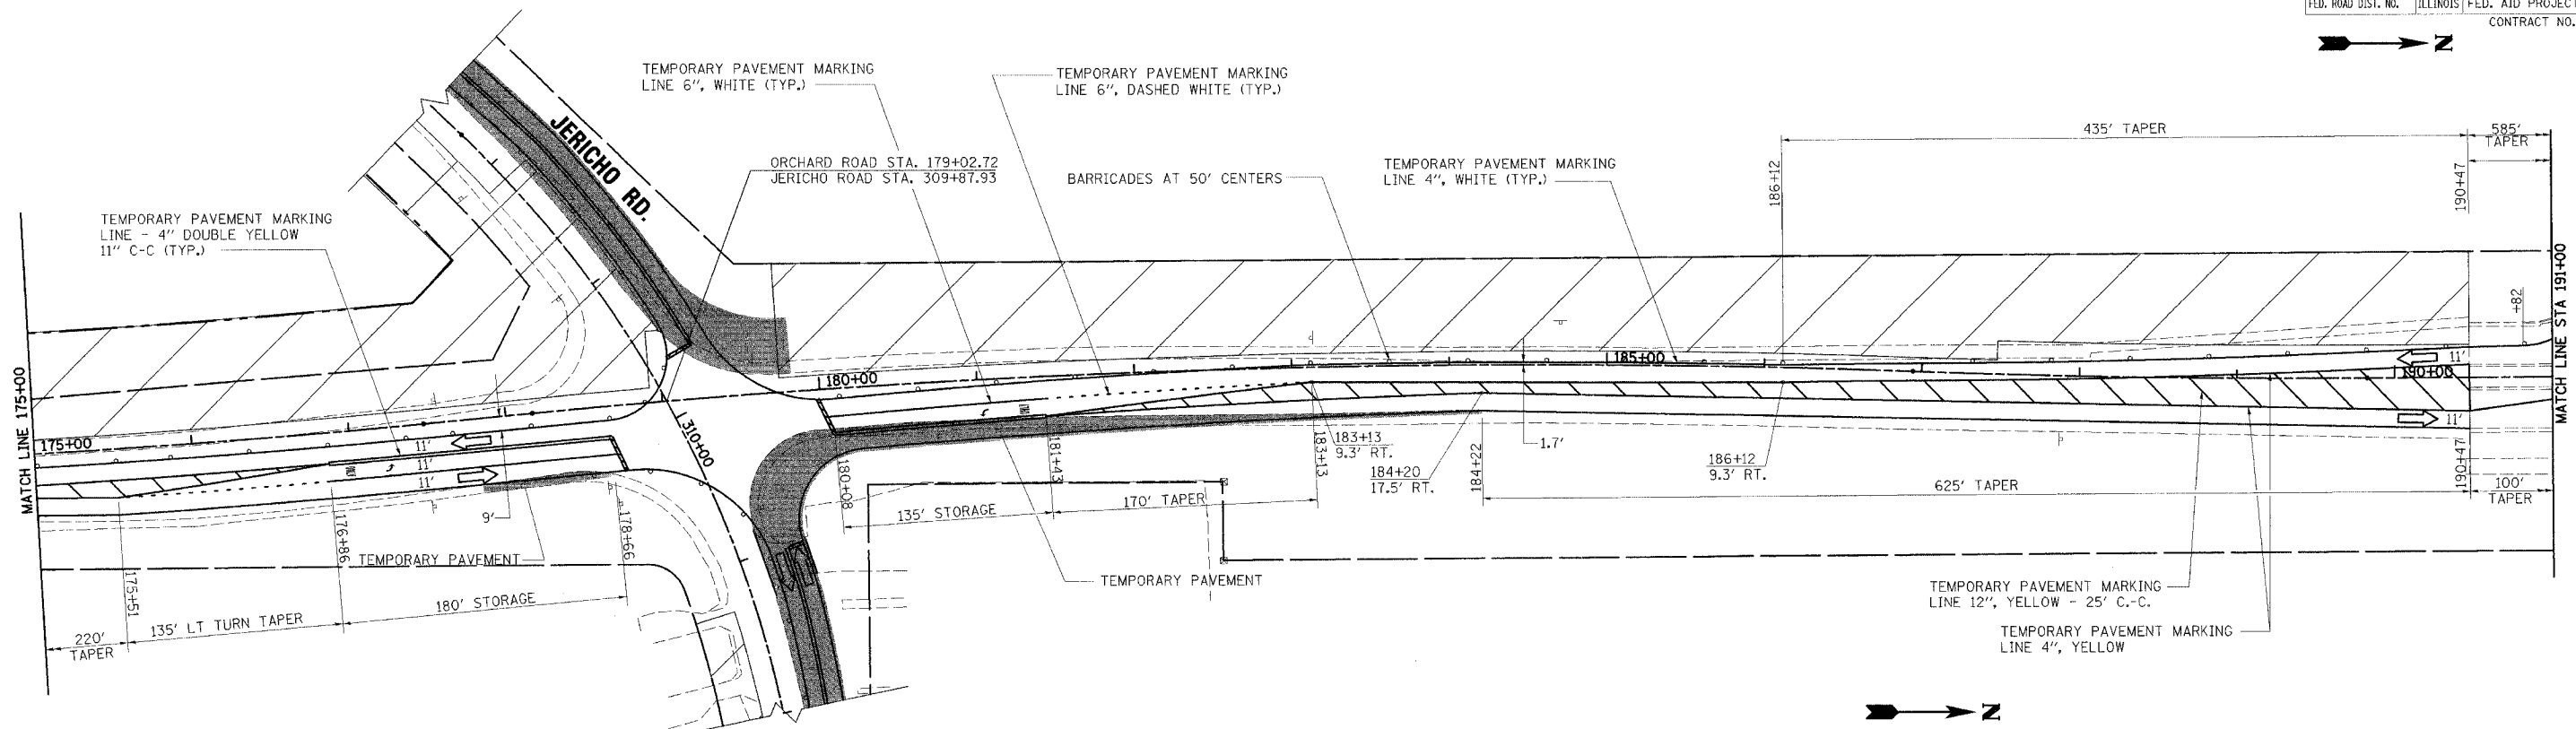 FED. ROAD DIST. NO. ILLINOIS FED. AID PROJECT
CONTRACT NO.
N
TEMPORARY PAVEMENT MARKING
LINE 6", WHITE (TYP.)
TEMPORARY PAVEMENT MARKING
LINE 6", DASHED WHITE (TYP.)
JERICHO RD.
ORCHARD ROAD STA. 179+02.72
JERICHO ROAD STA. 309+87.93
BARRICADES AT 50' CENTERS
TEMPORARY PAVEMENT MARKING
LINE 4", WHITE (TYP.)
186+12
435' TAPER
585'
TAPER
190+47
+82
TEMPORARY PAVEMENT MARKING
LINE - 4" DOUBLE YELLOW
11" C-C (TYP.)
MATCH LINE 175+00
175+00
180+00
185+00
190+00
310+00
MATCH LINE STA 191+00
11'
11'
11'
11'
11'
9'
1.7'
183+13
9.3' RT.
184+20
17.5' RT.
186+12
9.3' RT.
175+51
176+86
178+66
180+08
181+43
183+13
184+22
190+47
TEMPORARY PAVEMENT
220'
TAPER
135' LT TURN TAPER
180' STORAGE
135' STORAGE
170' TAPER
625' TAPER
100'
TAPER
TEMPORARY PAVEMENT
TEMPORARY PAVEMENT MARKING
LINE 12", YELLOW - 25' C.-C.
TEMPORARY PAVEMENT MARKING
LINE 4", YELLOW
N